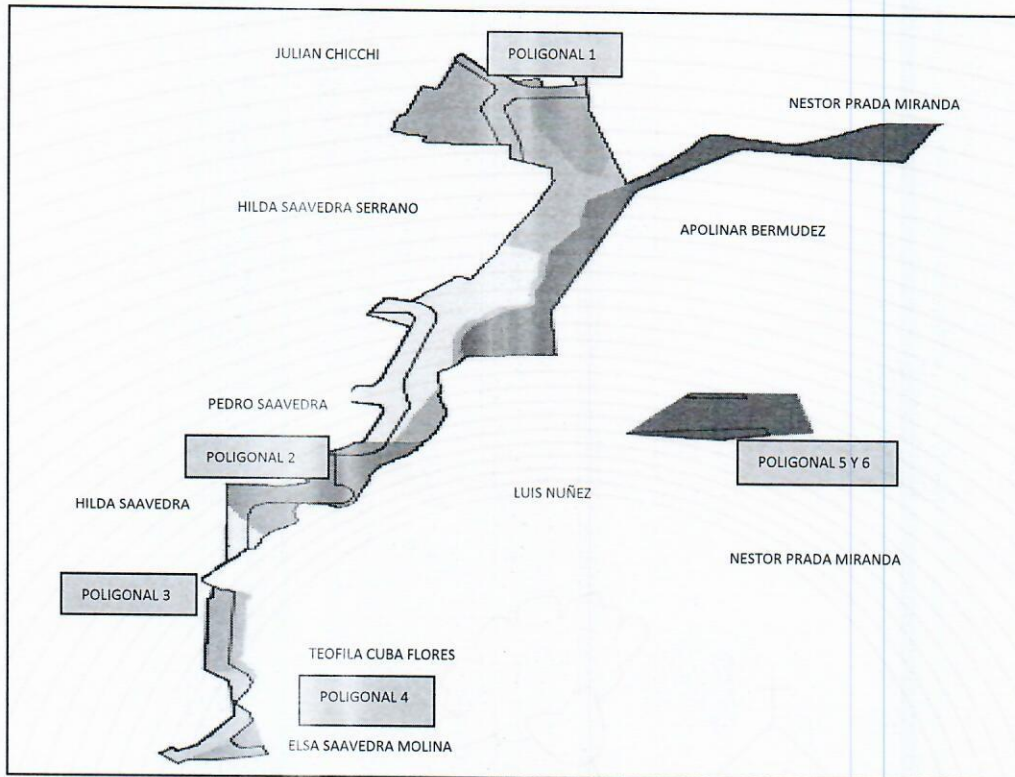 JULIAN CHICCHI
POLIGONAL 1
NESTOR PRADA MIRANDA
HILDA SAAVEDRA SERRANO
APOLINAR BERMUDEZ
PEDRO SAAVEDRA
POLIGONAL 2
POLIGONAL 5 Y 6
HILDA SAAVEDRA
LUIS NUÑEZ
NESTOR PRADA MIRANDA
POLIGONAL 3
TEOFILA CUBA FLORES
POLIGONAL 4
ELSA SAAVEDRA MOLINA